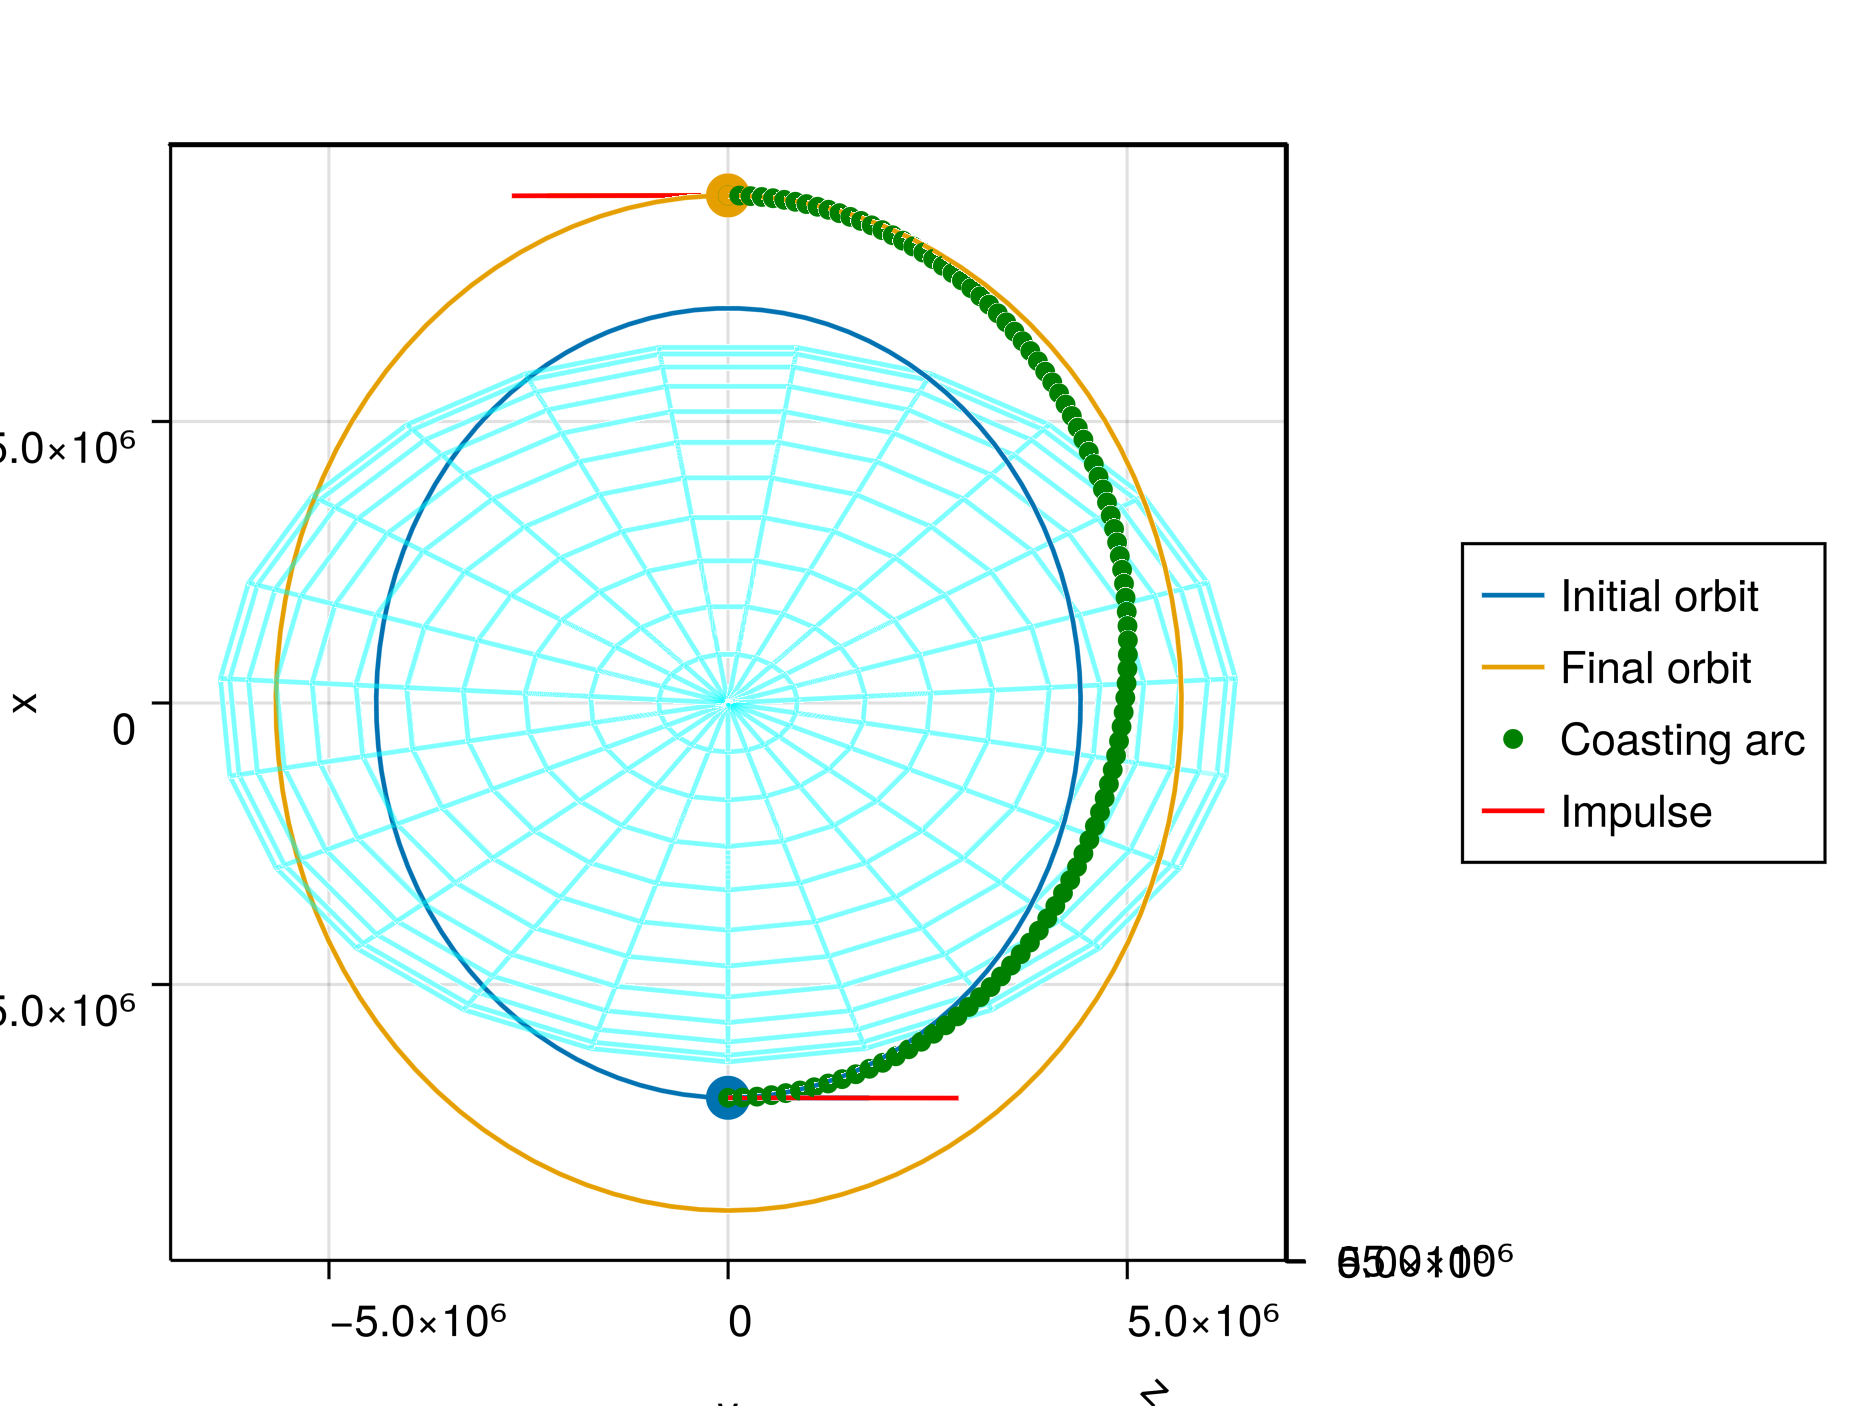 5.0×10⁶
x
0
5.0×10⁶
−5.0×10⁶
0
5.0×10⁶
z
Initial orbit
Final orbit
Coasting arc
Impulse